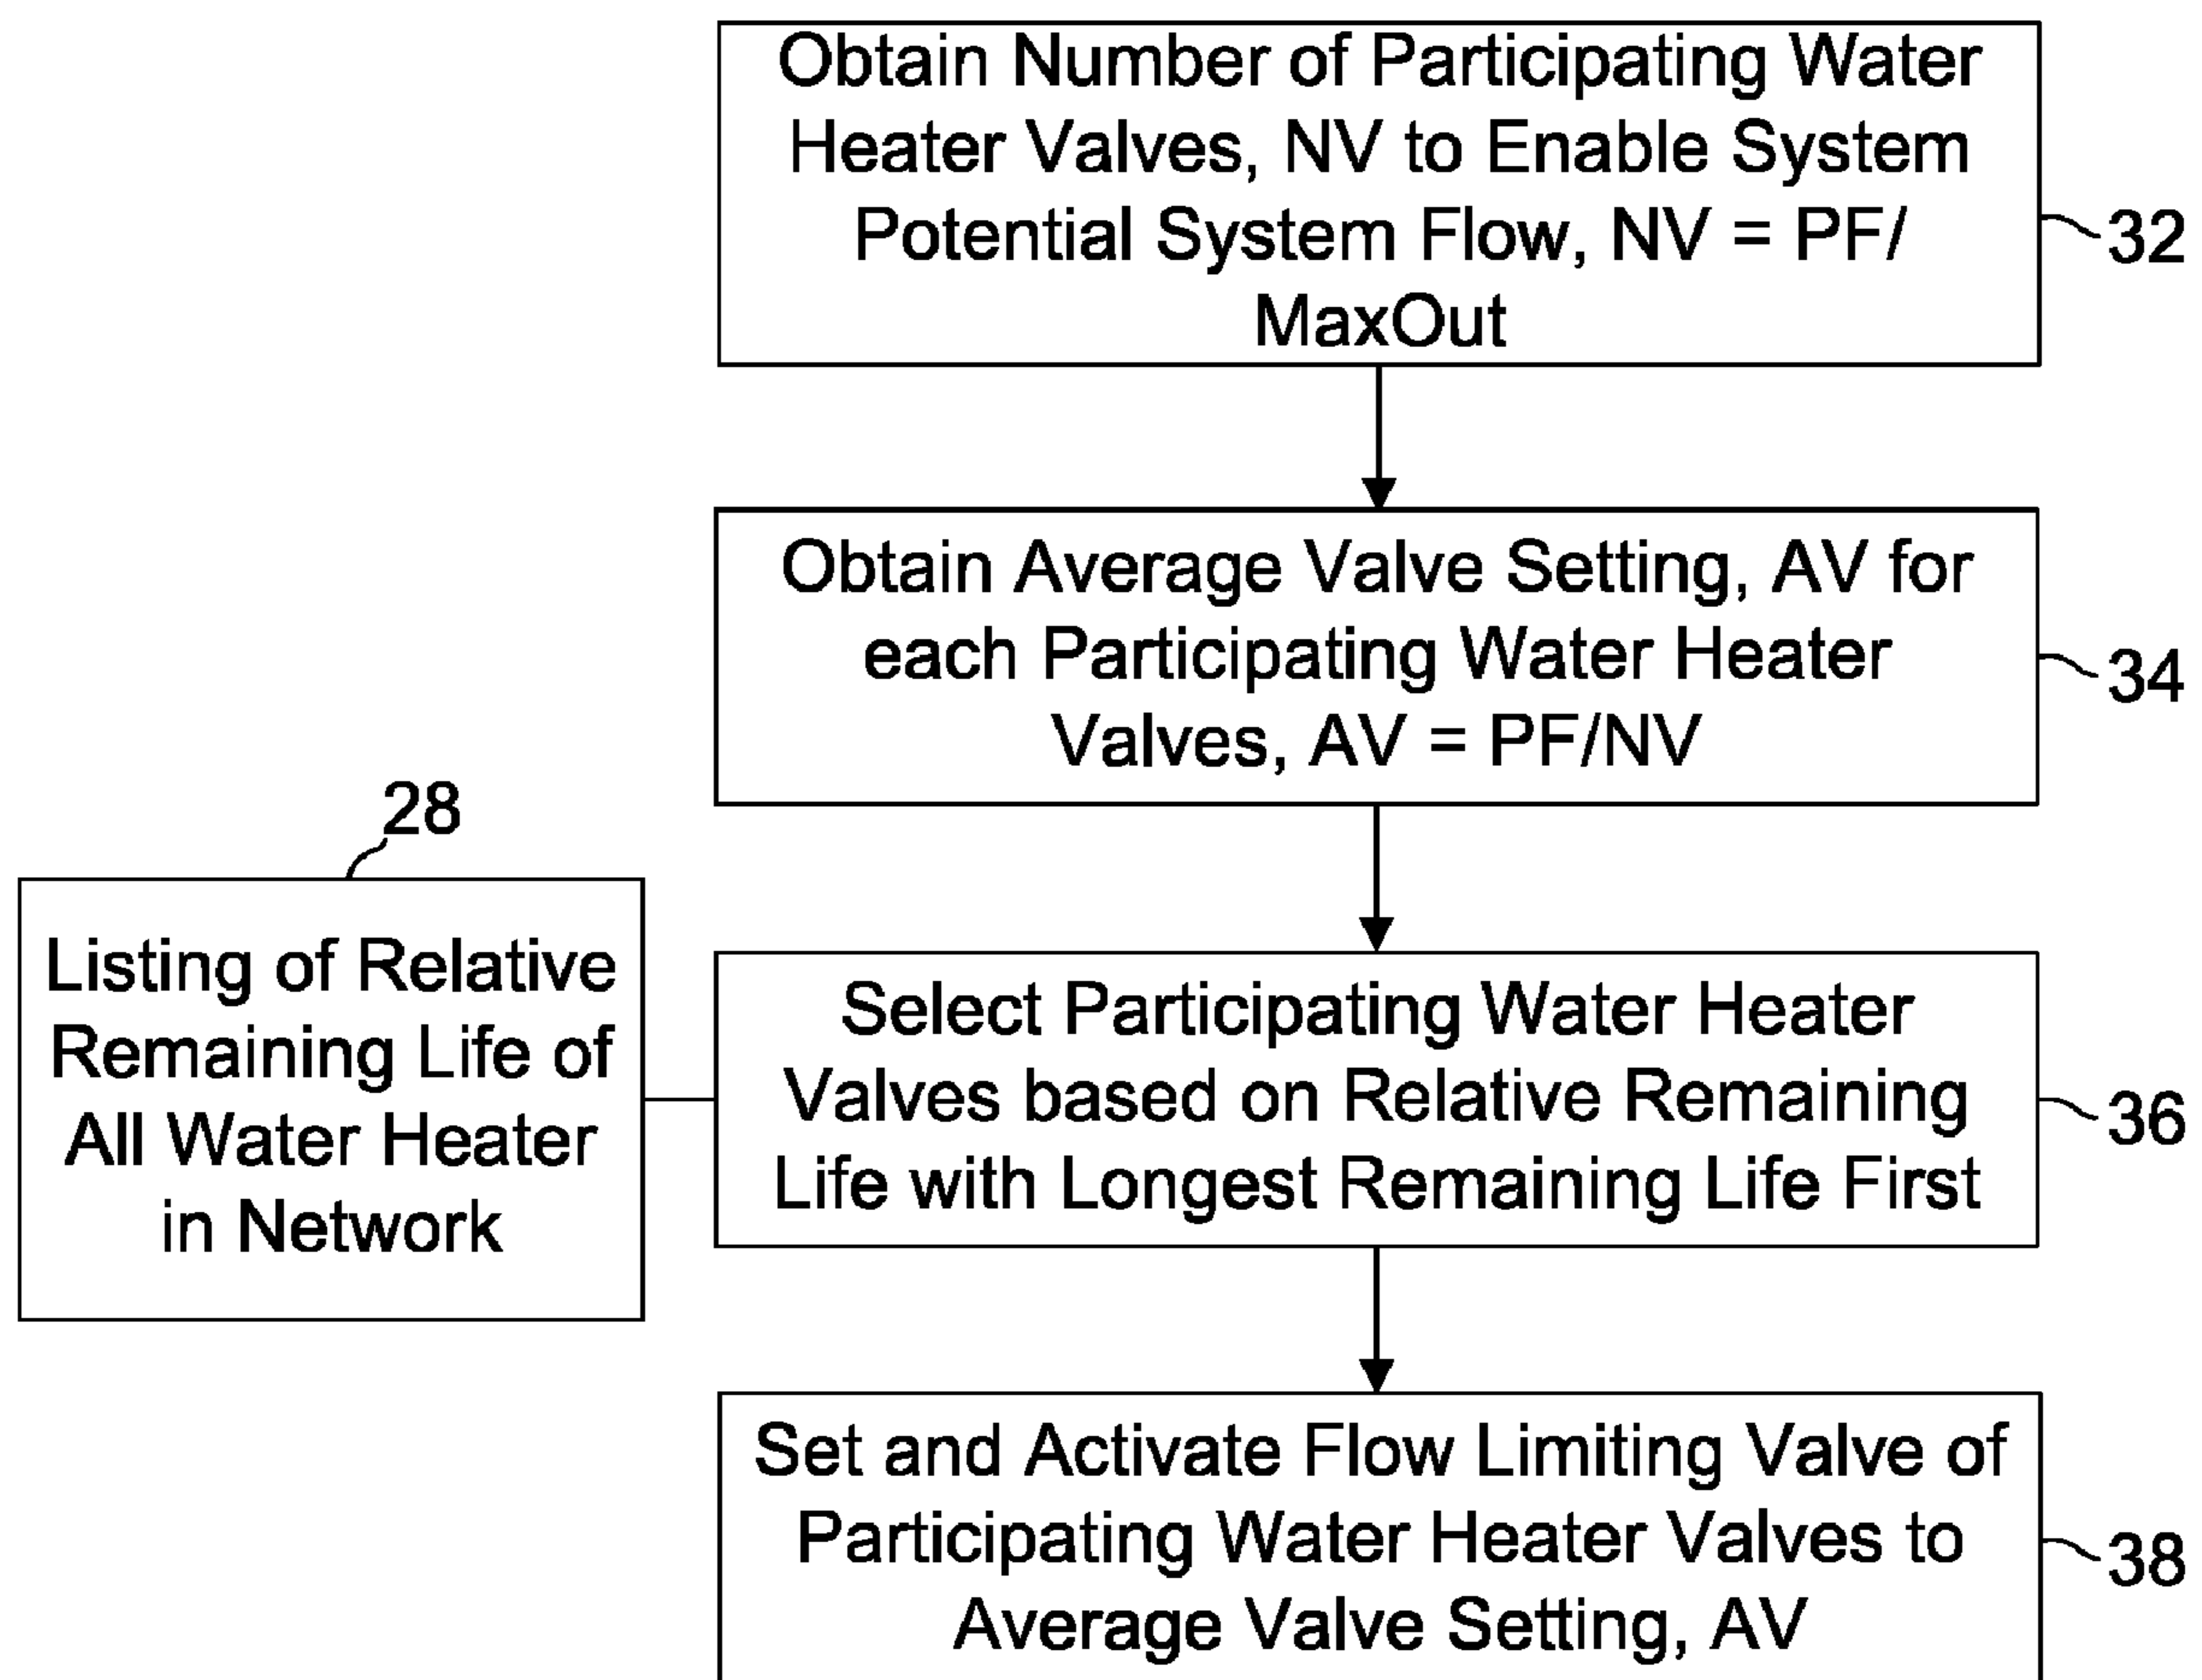 Obtain Number of Participating Water
Heater Valves, NV to Enable System
Potential System Flow, NV = PF/
MaxOut
32
Obtain Average Valve Setting, AV for
each Participating Water Heater
Valves, AV = PF/NV
34
28
Listing of Relative
Remaining Life of
All Water Heater
in Network
Select Participating Water Heater
Valves based on Relative Remaining
Life with Longest Remaining Life First
36
Set and Activate Flow Limiting Valve of
Participating Water Heater Valves to
Average Valve Setting, AV
38